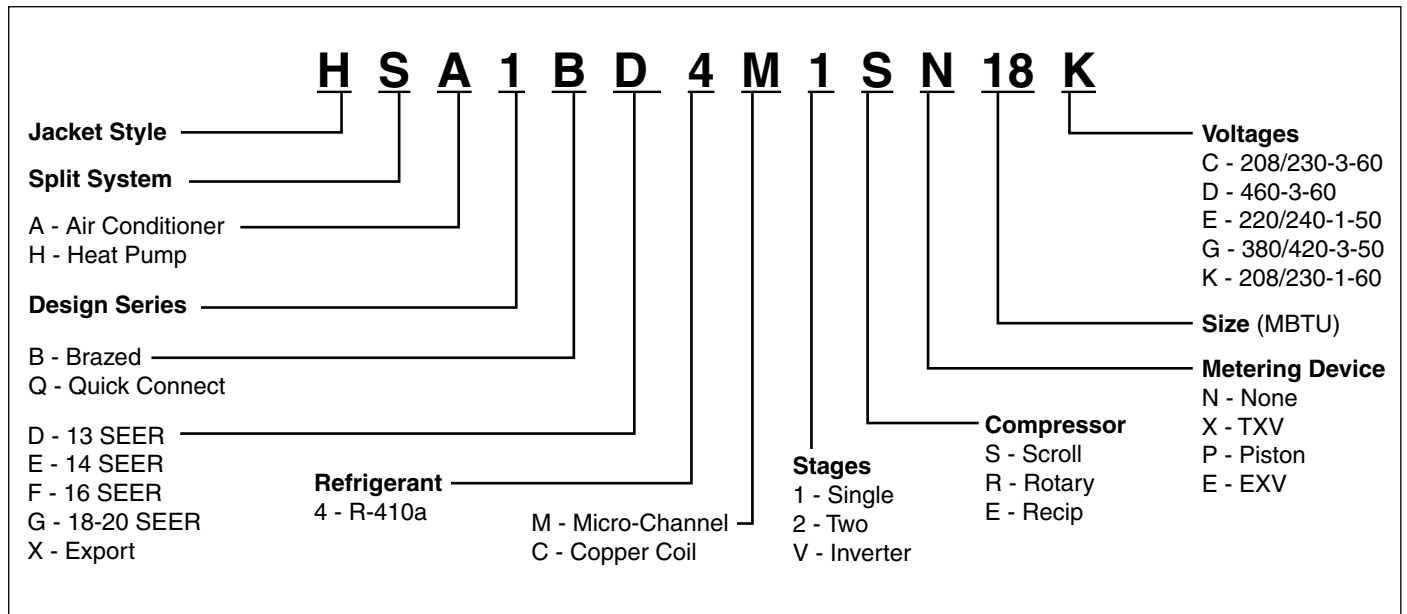 H S A 1 B D 4 M 1 S N 18 K
Jacket Style
Split System
A - Air Conditioner
H - Heat Pump
Design Series
B - Brazed
Q - Quick Connect
D - 13 SEER
E - 14 SEER
F - 16 SEER
G - 18-20 SEER
X - Export
Refrigerant
4 - R-410a
M - Micro-Channel
C - Copper Coil
Stages
1 - Single
2 - Two
V - Inverter
Compressor
S - Scroll
R - Rotary
E - Recip
Voltages
C - 208/230-3-60
D - 460-3-60
E - 220/240-1-50
G - 380/420-3-50
K - 208/230-1-60
Size (MBTU)
Metering Device
N - None
X - TXV
P - Piston
E - EXV